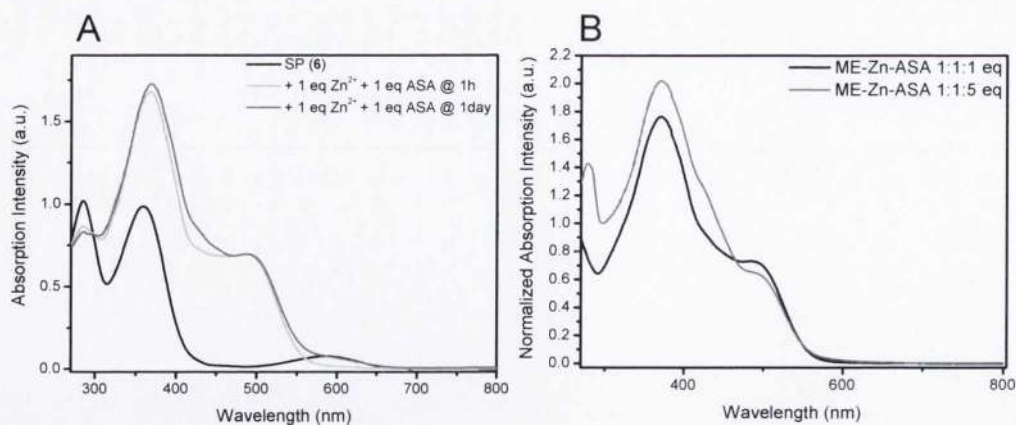 A
SP (6)
+ 1 eq Zn²⁺ + 1 eq ASA @ 1h
+ 1 eq Zn²⁺ + 1 eq ASA @ 1day
Absorption Intensity (a.u.)
1.5
1.0
0.5
0.0
300
400
500
600
700
800
Wavelength (nm)
B
ME-Zn-ASA 1:1:1 eq
ME-Zn-ASA 1:1:5 eq
Normalized Absorption Intensity (a.u.)
2.2
2.0
1.8
1.6
1.4
1.2
1.0
0.8
0.6
0.4
0.2
0.0
400
600
800
Wavelength (nm)